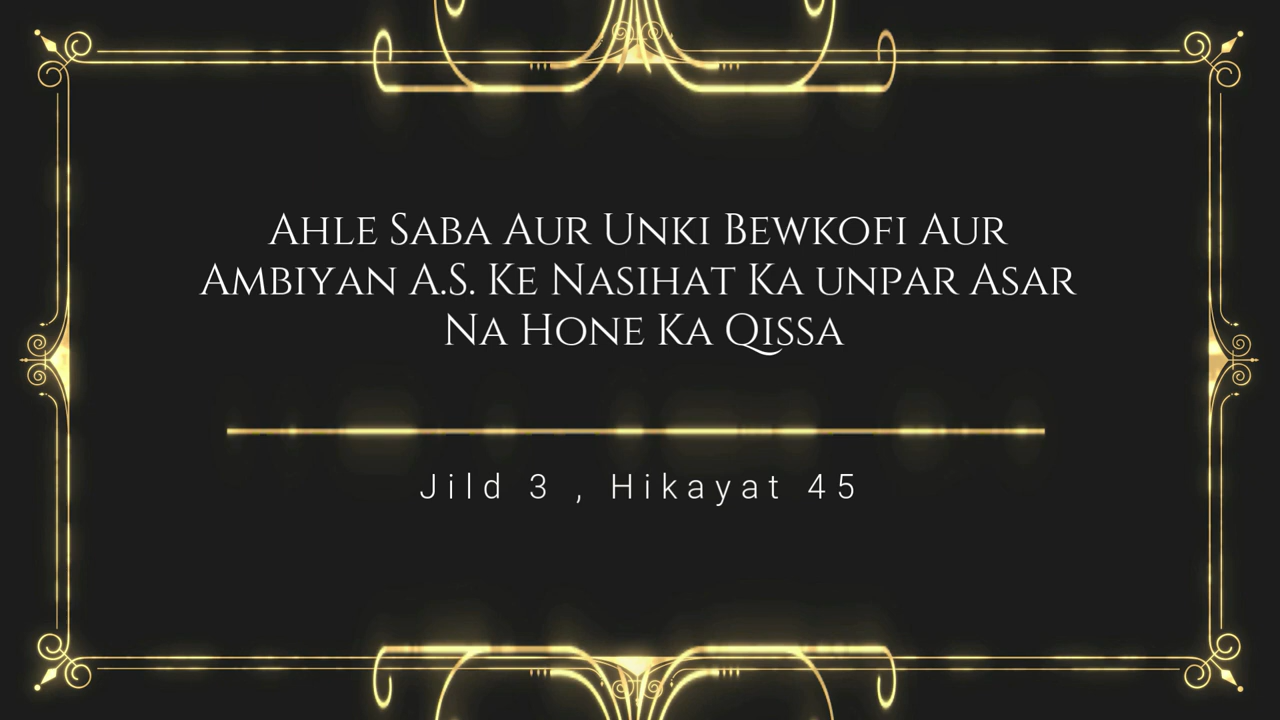 Ahle Saba Aur Unki Bewkofi Aur
Ambiyan A.S. Ke Nasihat Ka unpar Asar
Na Hone Ka Qissa
Jild 3 , Hikayat 45